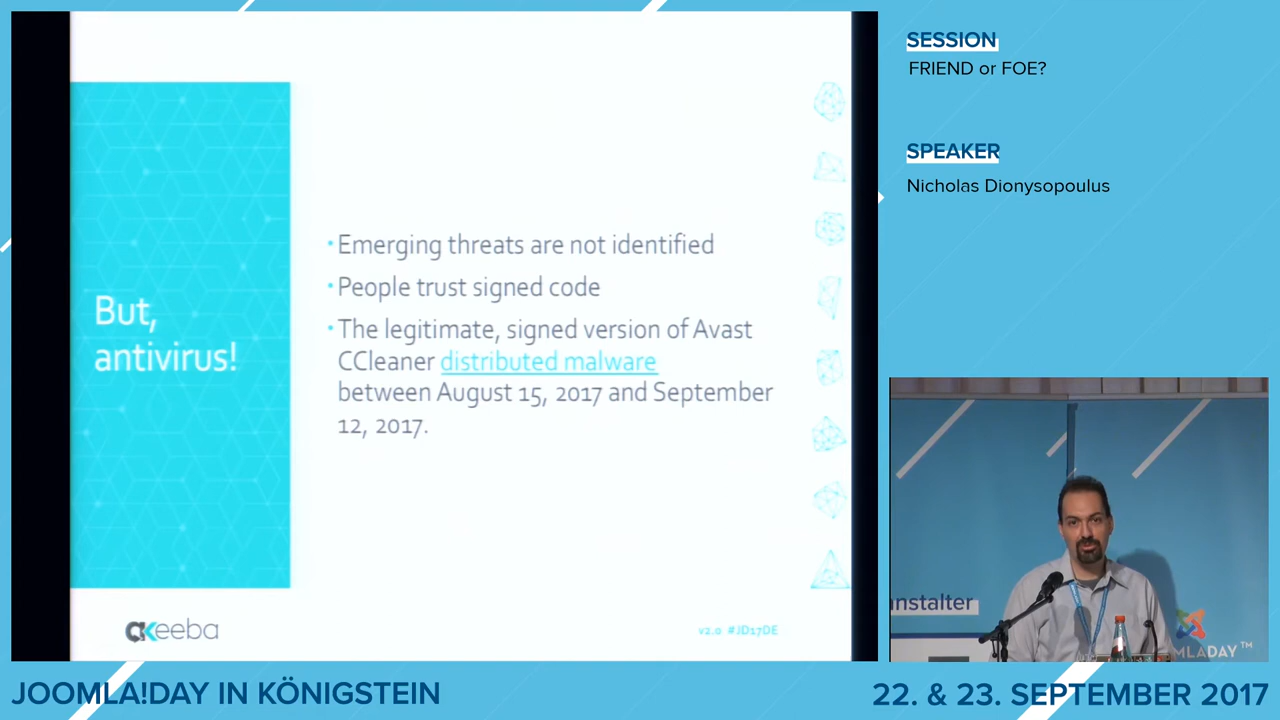 SESSION
FRIEND or FOE?
SPEAKER
Nicholas Dionysopoulus
But,
antivirus!
•Emerging threats are not identified
•People trust signed code
•The legitimate, signed version of Avast
CCleaner distributed malware
between August 15, 2017 and September
12, 2017.
akeeba
v2.0 #JD17DE
nstalter
MLADAY™
JOOMLA!DAY IN KÖNIGSTEIN
22. & 23. SEPTEMBER 2017